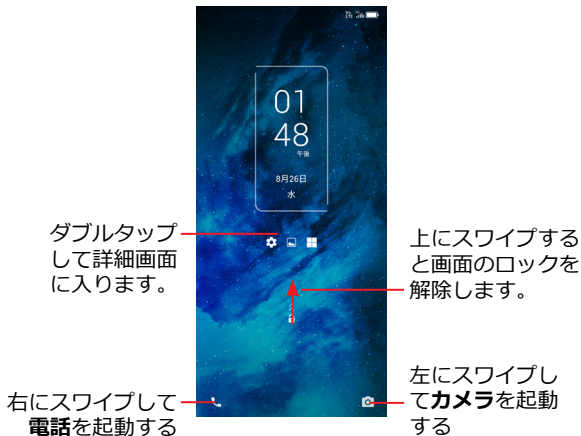 01
48
午後
8月26日
水
ダブルタップ
して詳細画面
に入ります。
上にスワイプする
と画面のロックを
解除します。
右にスワイプして
電話を起動する
左にスワイプし
てカメラを起動
する